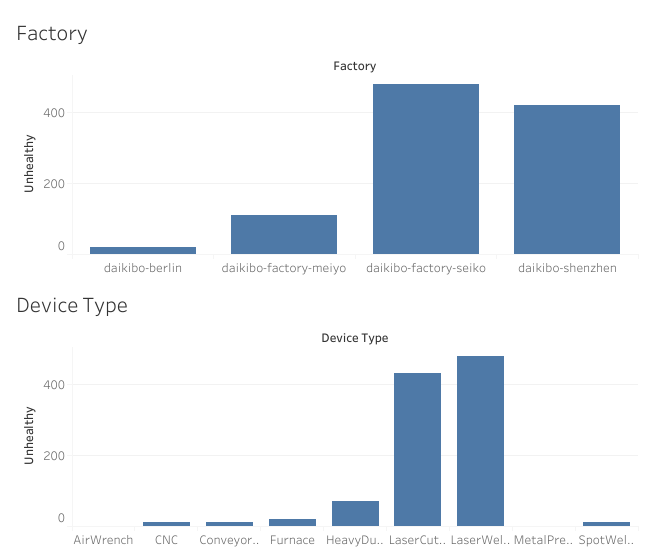 Factory
Factory
Unhealthy
400
200
0
daikibo-berlin daikibo-factory-meiyo daikibo-factory-seiko daikibo-shenzhen
Device Type
Device Type
Unhealthy
400
200
0
AirWrench CNC Conveyor.. Furnace HeavyDu.. LaserCut.. LaserWel.. MetalPre.. SpotWel..